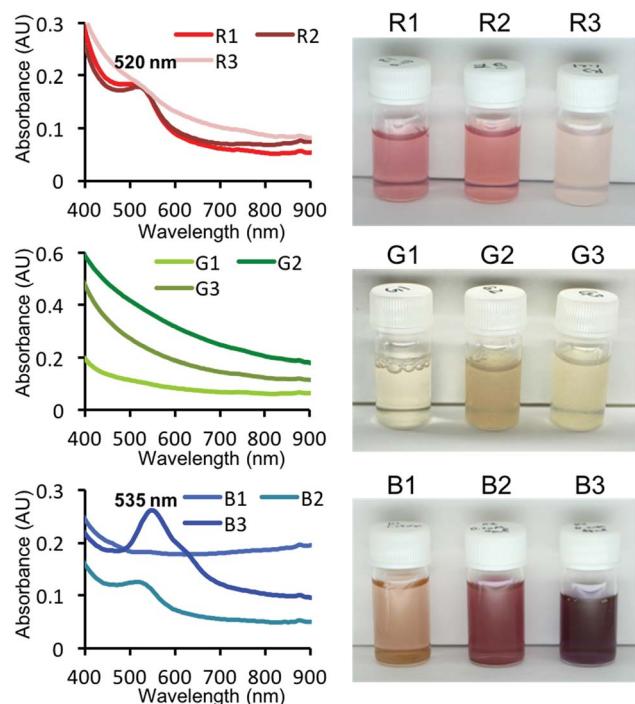 Absorbance (AU)
0.3
0.2
0.1
0
520 nm
R1 R2
R3
400 500 600 700 800 900
Wavelength (nm)
R1 R2 R3
Absorbance (AU)
0.6
0.4
0.2
0
G1 G2
G3
400 500 600 700 800 900
Wavelength (nm)
G1 G2 G3
Absorbance (AU)
0.3
0.2
0.1
0
535 nm
B1 B2
B3
400 500 600 700 800 900
Wavelength (nm)
B1 B2 B3